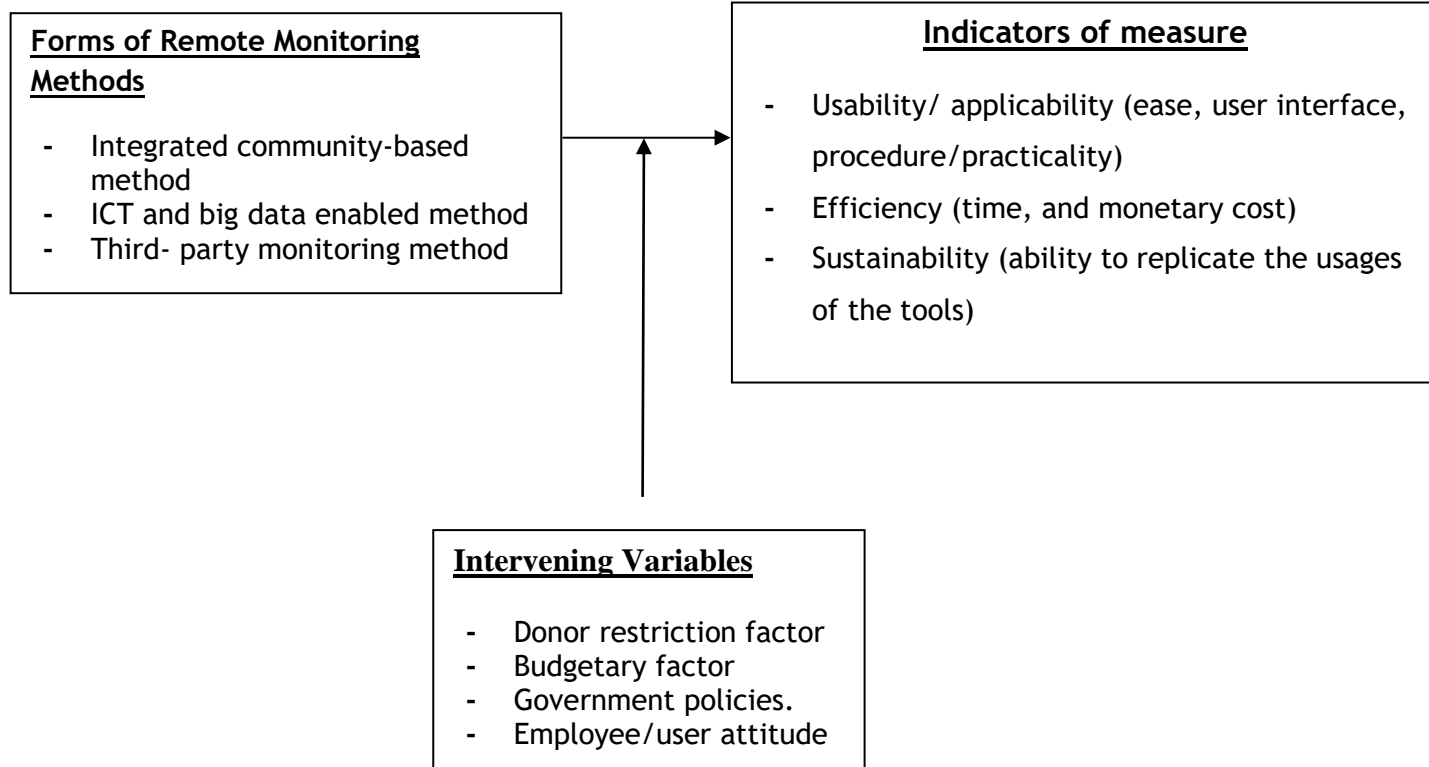 Forms of Remote Monitoring
Methods
- Integrated community-based
method
- ICT and big data enabled method
- Third- party monitoring method
Indicators of measure
- Usability/ applicability (ease, user interface,
procedure/practicality)
- Efficiency (time, and monetary cost)
- Sustainability (ability to replicate the usages
of the tools)
Intervening Variables
- Donor restriction factor
- Budgetary factor
- Government policies.
- Employee/user attitude